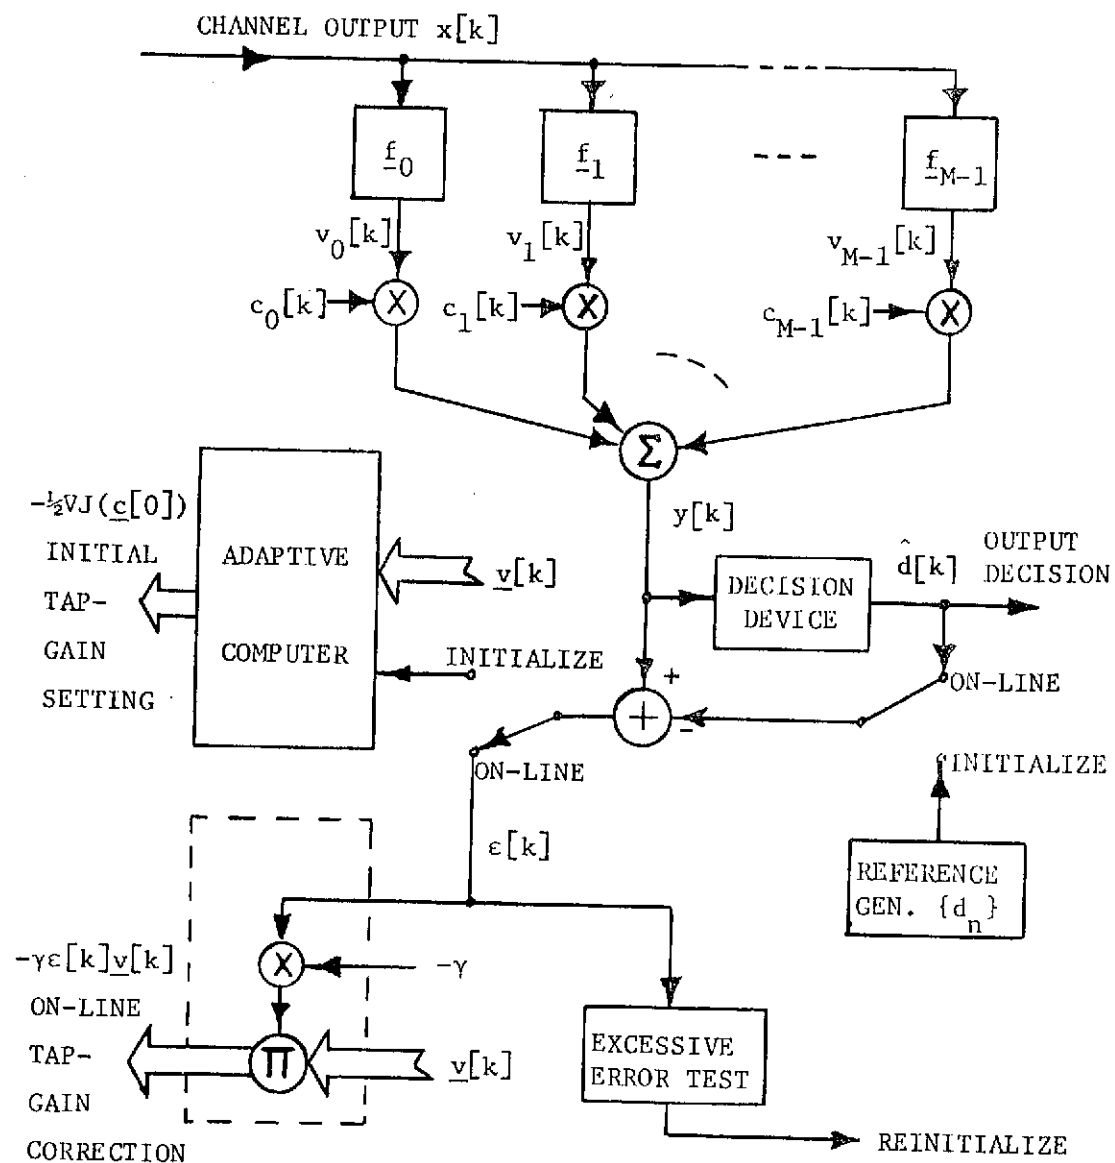 CHANNEL OUTPUT x[k]
f_0
f_1
f_M-1
v_0[k]
v_1[k]
v_M-1[k]
c_0[k]
X
c_1[k]
X
c_M-1[k]
X
Σ
-½∇J(c[0])
INITIAL
TAP-
GAIN
SETTING
ADAPTIVE
COMPUTER
v[k]
INITIALIZE
y[k]
DECISION
DEVICE
d̂[k]
OUTPUT
DECISION
+
+
-
ON-LINE
ON-LINE
INITIALIZE
REFERENCE
GEN. {d_n}
ε[k]
-γε[k]v[k]
ON-LINE
TAP-
GAIN
CORRECTION
X
-γ
Π
v[k]
EXCESSIVE
ERROR TEST
REINITIALIZE